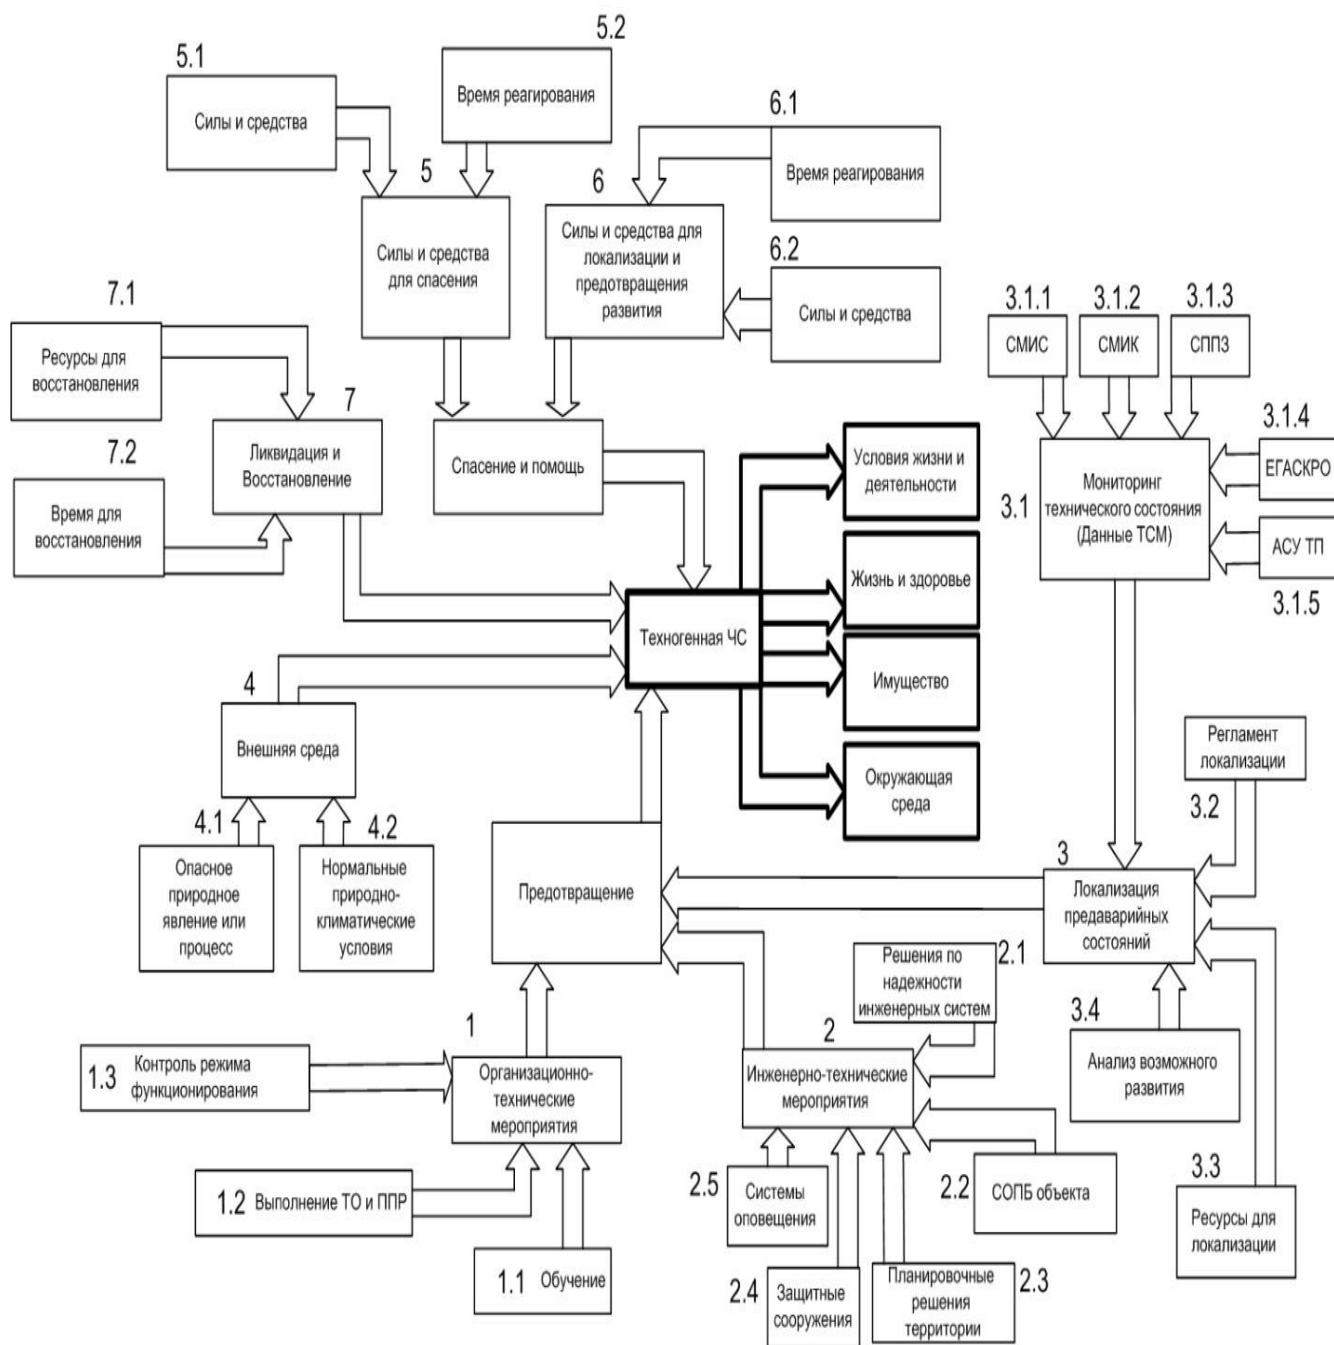 5.2
5.1
Время реагирования
Силы и средства
6.1
5
6
Время реагирования
Силы и средства
для спасения
Силы и средства для
локализации и
предотвращения
развития
6.2
Силы и средства
7.1
3.1.1
3.1.2
3.1.3
СМИС
СМИК
СППЗ
Ресурсы для
восстановления
7
3.1.4
Ликвидация и
Восстановление
Спасение и помощь
Условия жизни и
деятельности
ЕГАСКРО
7.2
3.1
Мониторинг
технического состояния
(Данные ТСМ)
Время для
восстановления
АСУ ТП
Жизнь и здоровье
3.1.5
Техногенная ЧС
4
Имущество
Внешняя среда
Регламент
локализации
Окружающая
среда
3.2
4.1
4.2
3
Опасное
природное
явление или
процесс
Нормальные
природно-
климатические
условия
Предотвращение
Локализация
предаварийных
состояний
Решения по
надежности
инженерных систем
2.1
3.4
1
2
1.3
Контроль режима
функционирования
Организационно-
технические
мероприятия
Инженерно-технические
мероприятия
Анализ возможного
развития
3.3
1.2
Выполнение ТО и ППР
2.5
Системы
оповещения
2.2
СОПБ объекта
Ресурсы для
локализации
1.1
Обучение
2.4
Защитные
сооружения
Планировочные
решения
территории
2.3